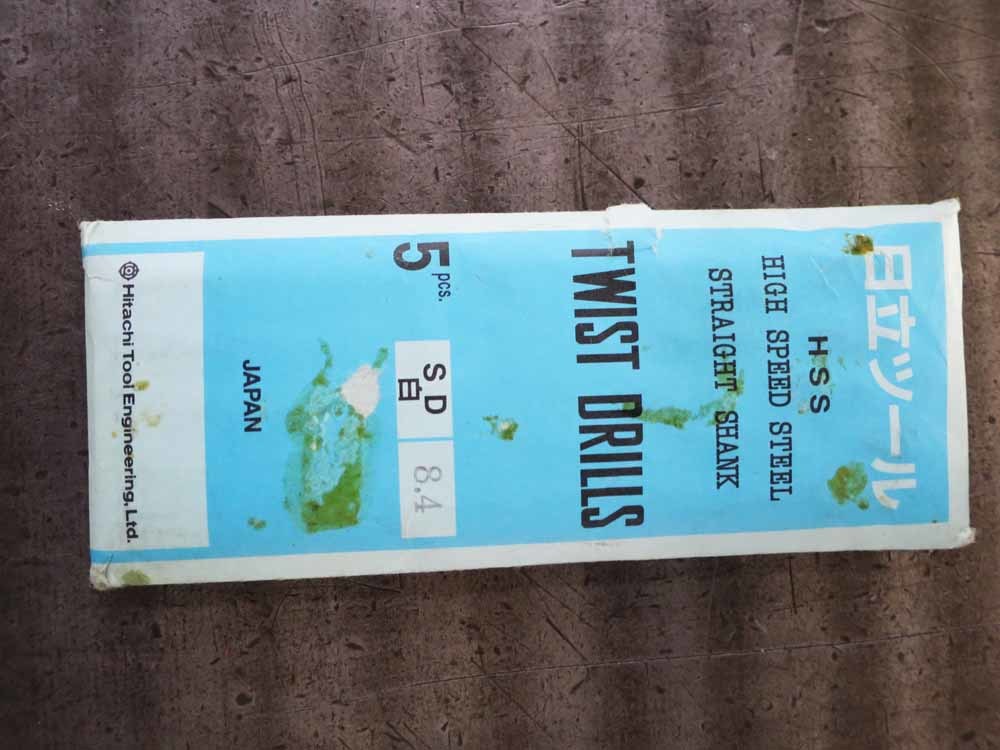 日立ツール
HSS
HIGH SPEED STEEL
STRAIGHT SHANK
TWIST DRILLS
5 pcs.
SD 白
8.4
JAPAN
Hitachi Tool Engineering, Ltd.